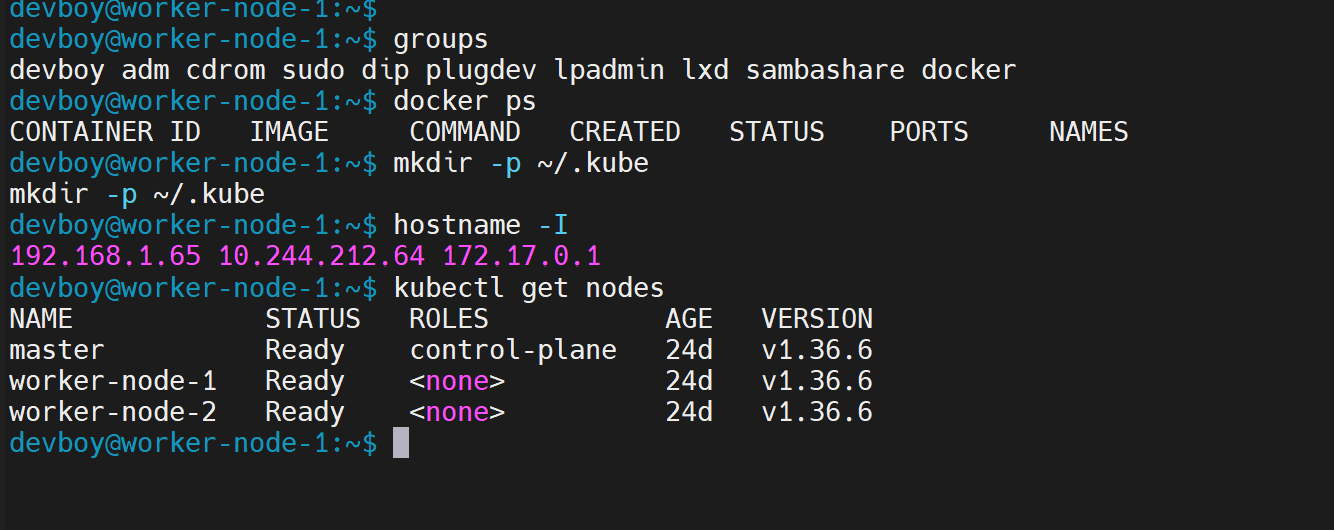 devboy@worker-node-1:~$
devboy@worker-node-1:~$ groups
devboy adm cdrom sudo dip plugdev lpadmin lxd sambashare docker
devboy@worker-node-1:~$ docker ps
CONTAINER ID   IMAGE     COMMAND   CREATED   STATUS    PORTS     NAMES
devboy@worker-node-1:~$ mkdir -p ~/.kube
mkdir -p ~/.kube
devboy@worker-node-1:~$ hostname -I
192.168.1.65 10.244.212.64 172.17.0.1
devboy@worker-node-1:~$ kubectl get nodes
NAME            STATUS   ROLES           AGE   VERSION
master          Ready    control-plane   24d   v1.36.6
worker-node-1   Ready    <none>          24d   v1.36.6
worker-node-2   Ready    <none>          24d   v1.36.6
devboy@worker-node-1:~$